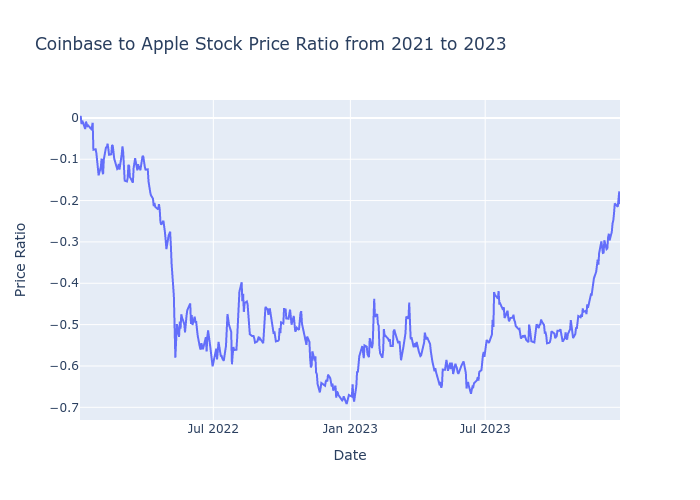 Coinbase to Apple Stock Price Ratio from 2021 to 2023
0
−0.1
−0.2
−0.3
−0.4
−0.5
−0.6
−0.7
Price Ratio
Jul 2022
Jan 2023
Jul 2023
Date